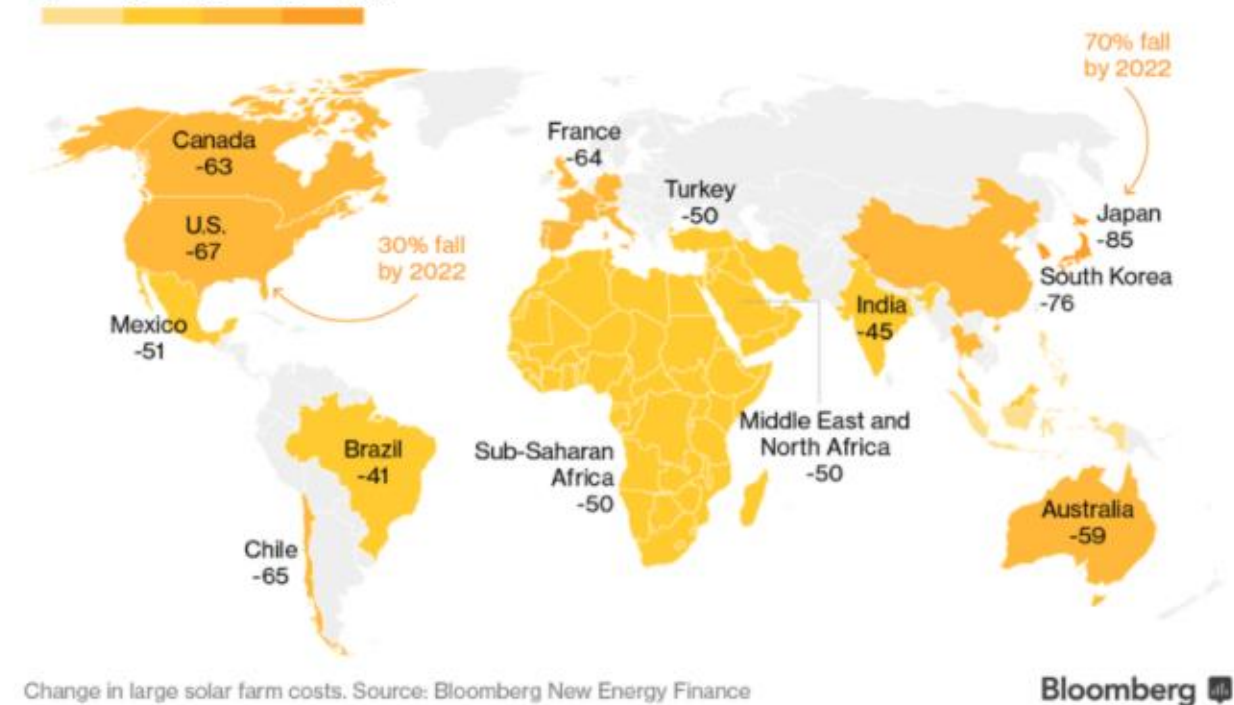 70% fall
by 2022
Canada
-63
France
-64
Turkey
-50
U.S.
-67
30% fall
by 2022
Japan
-85
South Korea
-76
India
-45
Mexico
-51
Middle East and
North Africa
-50
Brazil
-41
Sub-Saharan
Africa
-50
Australia
-59
Chile
-65
Change in large solar farm costs. Source: Bloomberg New Energy Finance
Bloomberg